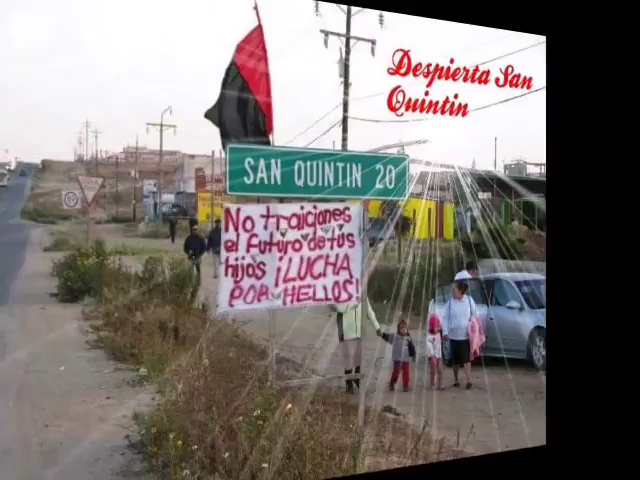 Despierta San
Quintin
SAN QUINTIN 20
No traiciones
el futuro de tus
hijos ¡LUCHA
POR HELLOS!